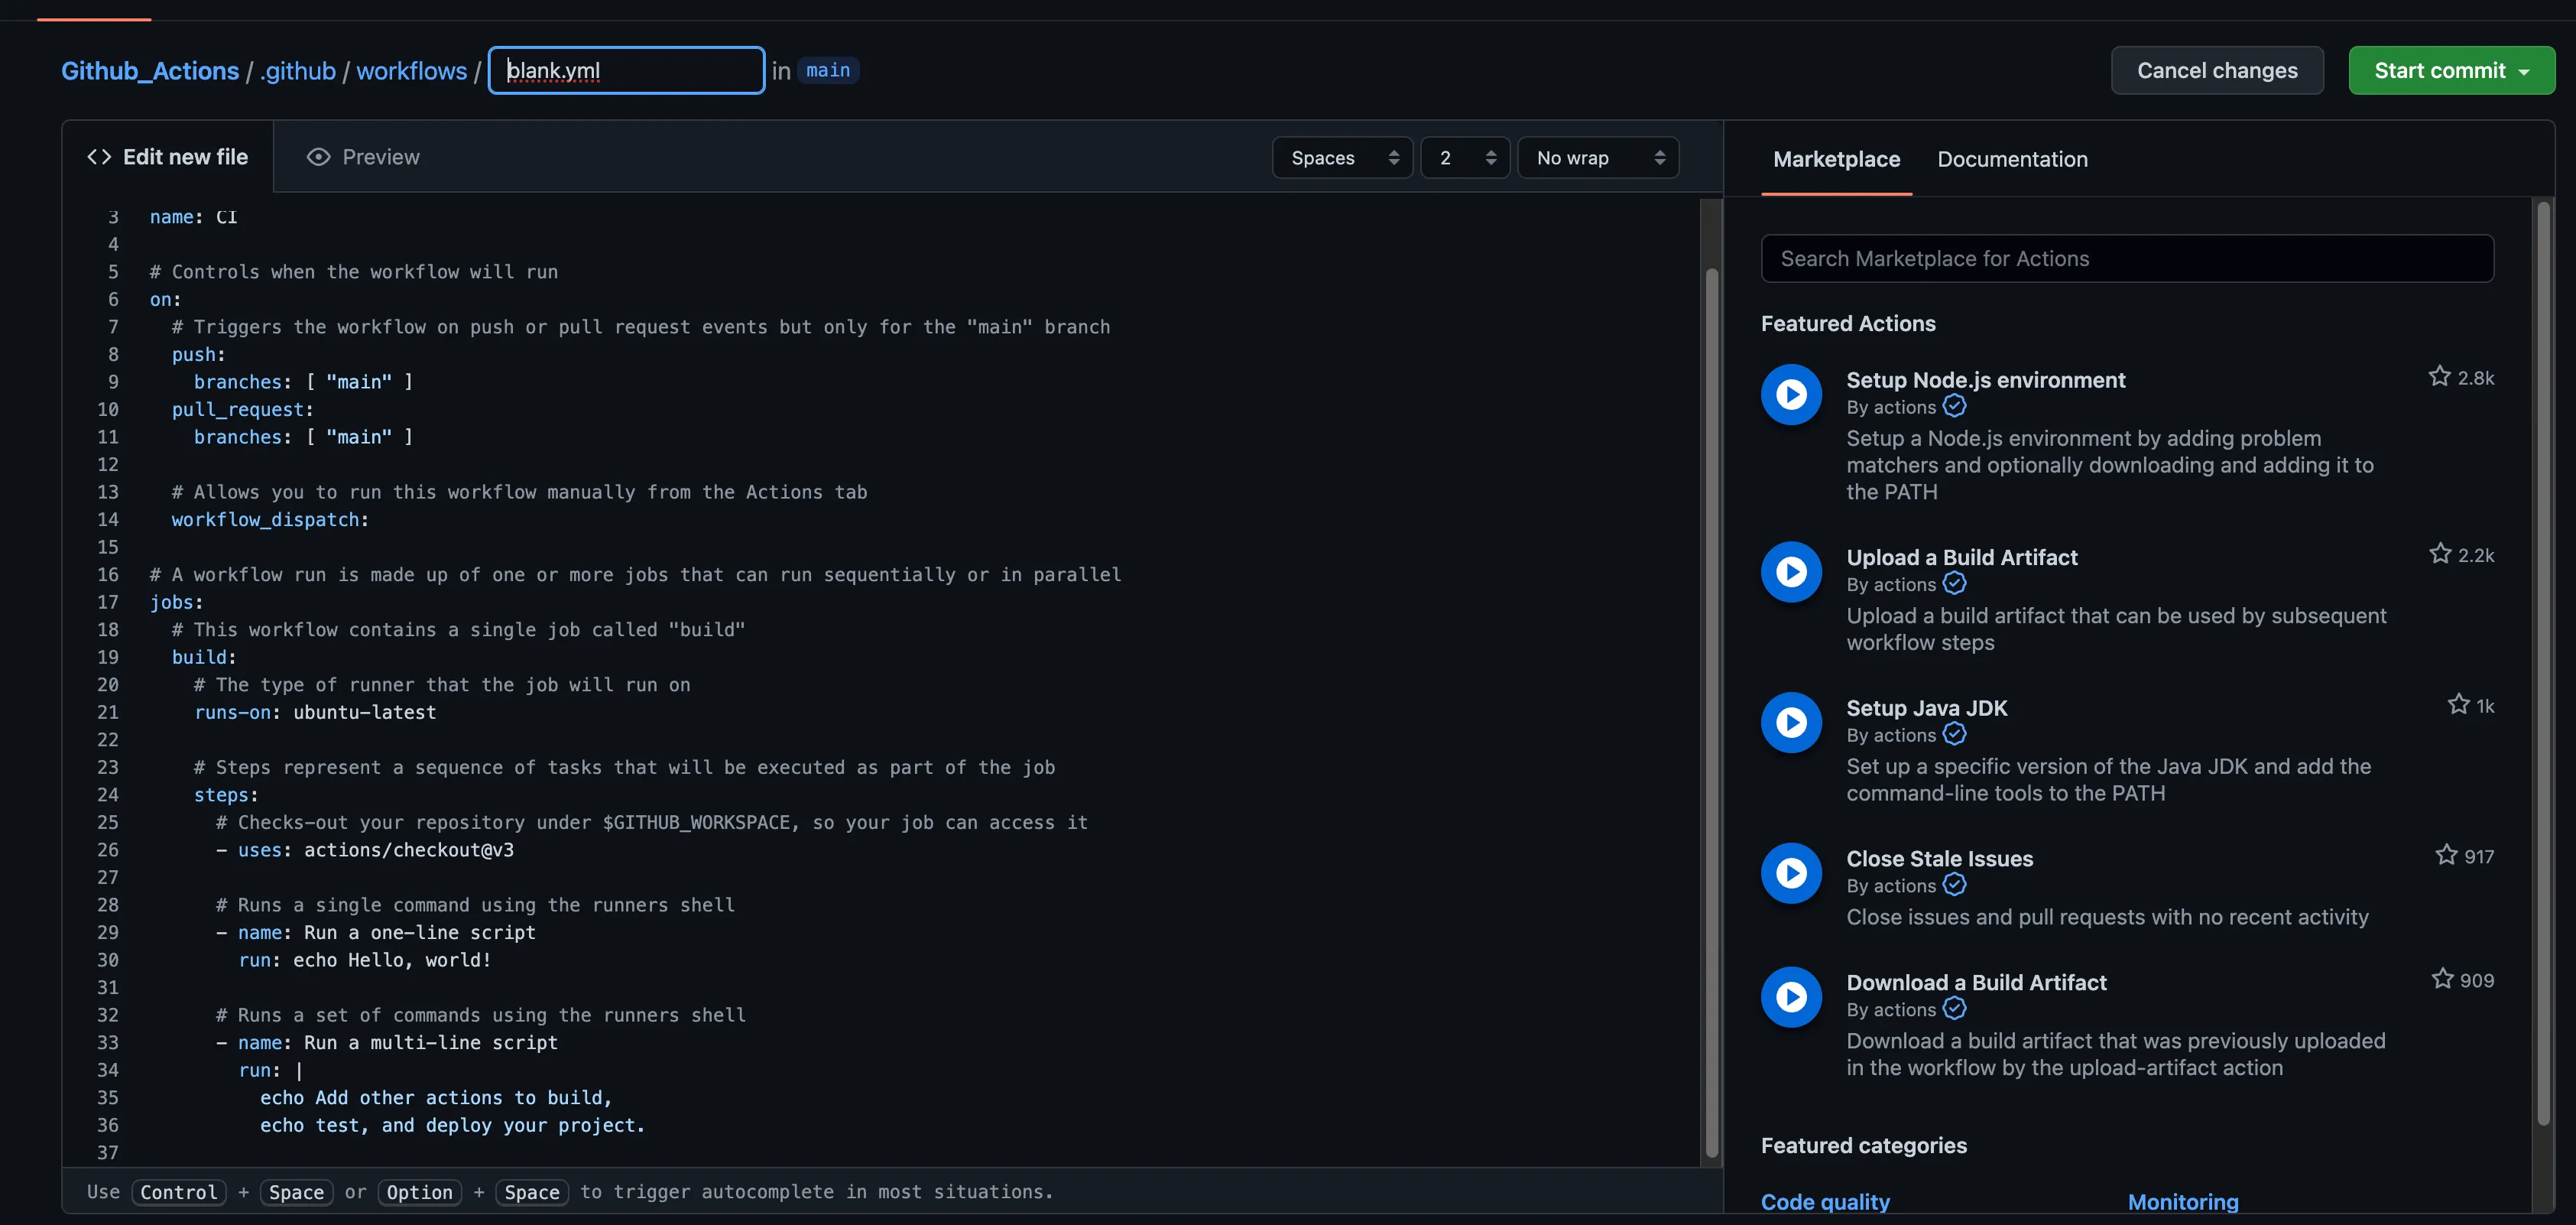 Github_Actions / .github / workflows / blank.yml in main
Cancel changes
Start commit
Edit new file
Preview
Spaces
2
No wrap
3 name: CI
4
5 # Controls when the workflow will run
6 on:
7   # Triggers the workflow on push or pull request events but only for the "main" branch
8   push:
9     branches: [ "main" ]
10   pull_request:
11     branches: [ "main" ]
12
13   # Allows you to run this workflow manually from the Actions tab
14   workflow_dispatch:
15
16 # A workflow run is made up of one or more jobs that can run sequentially or in parallel
17 jobs:
18   # This workflow contains a single job called "build"
19   build:
20     # The type of runner that the job will run on
21     runs-on: ubuntu-latest
22
23     # Steps represent a sequence of tasks that will be executed as part of the job
24     steps:
25       # Checks-out your repository under $GITHUB_WORKSPACE, so your job can access it
26       - uses: actions/checkout@v3
27
28       # Runs a single command using the runners shell
29       - name: Run a one-line script
30         run: echo Hello, world!
31
32       # Runs a set of commands using the runners shell
33       - name: Run a multi-line script
34         run: |
35           echo Add other actions to build,
36           echo test, and deploy your project.
37
Use Control + Space or Option + Space to trigger autocomplete in most situations.
Marketplace
Documentation
Search Marketplace for Actions
Featured Actions
Setup Node.js environment
2.8k
By actions
Setup a Node.js environment by adding problem
matchers and optionally downloading and adding it to
the PATH
Upload a Build Artifact
2.2k
By actions
Upload a build artifact that can be used by subsequent
workflow steps
Setup Java JDK
1k
By actions
Set up a specific version of the Java JDK and add the
command-line tools to the PATH
Close Stale Issues
917
By actions
Close issues and pull requests with no recent activity
Download a Build Artifact
909
By actions
Download a build artifact that was previously uploaded
in the workflow by the upload-artifact action
Featured categories
Code quality
Monitoring